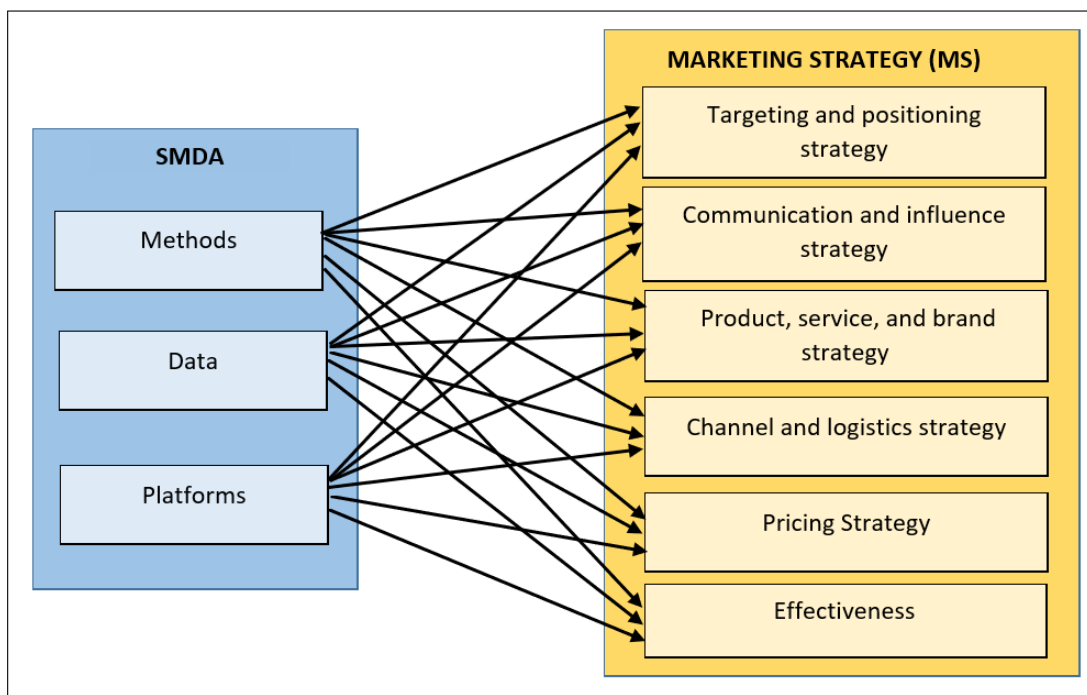 SMDA
Methods
Data
Platforms
MARKETING STRATEGY (MS)
Targeting and positioning
strategy
Communication and influence
strategy
Product, service, and brand
strategy
Channel and logistics strategy
Pricing Strategy
Effectiveness